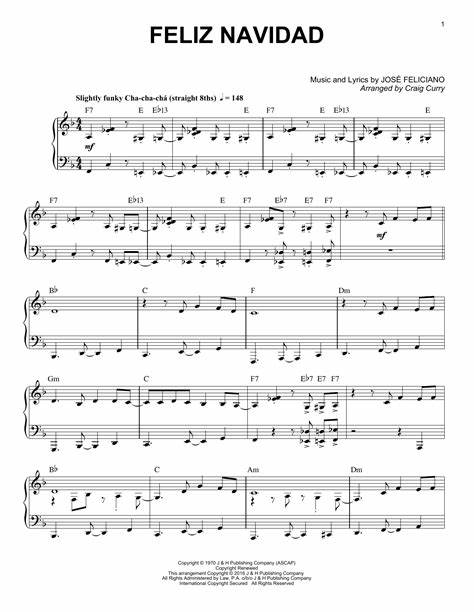 FELIZ NAVIDAD
1
Music and Lyrics by JOSÉ FELICIANO
Arranged by Craig Curry
Slightly funky Cha-cha-chá (straight 8ths) ♩ = 148
F7 E E♭13 E E♭13 E E♭13
mf
F7 E♭13 F7 E♭7 E7 F7
mf
B♭ C F Dm
Gm C F7 E♭7 E7 F7
B♭ C7 Am Dm
Copyright © 1970 J & H Publishing Company (ASCAP)
Copyright Renewed
This arrangement Copyright © 2016 J & H Publishing Company
All Rights Administered by Law, P.A. o/b/o J & H Publishing Company
International Copyright Secured All Rights Reserved